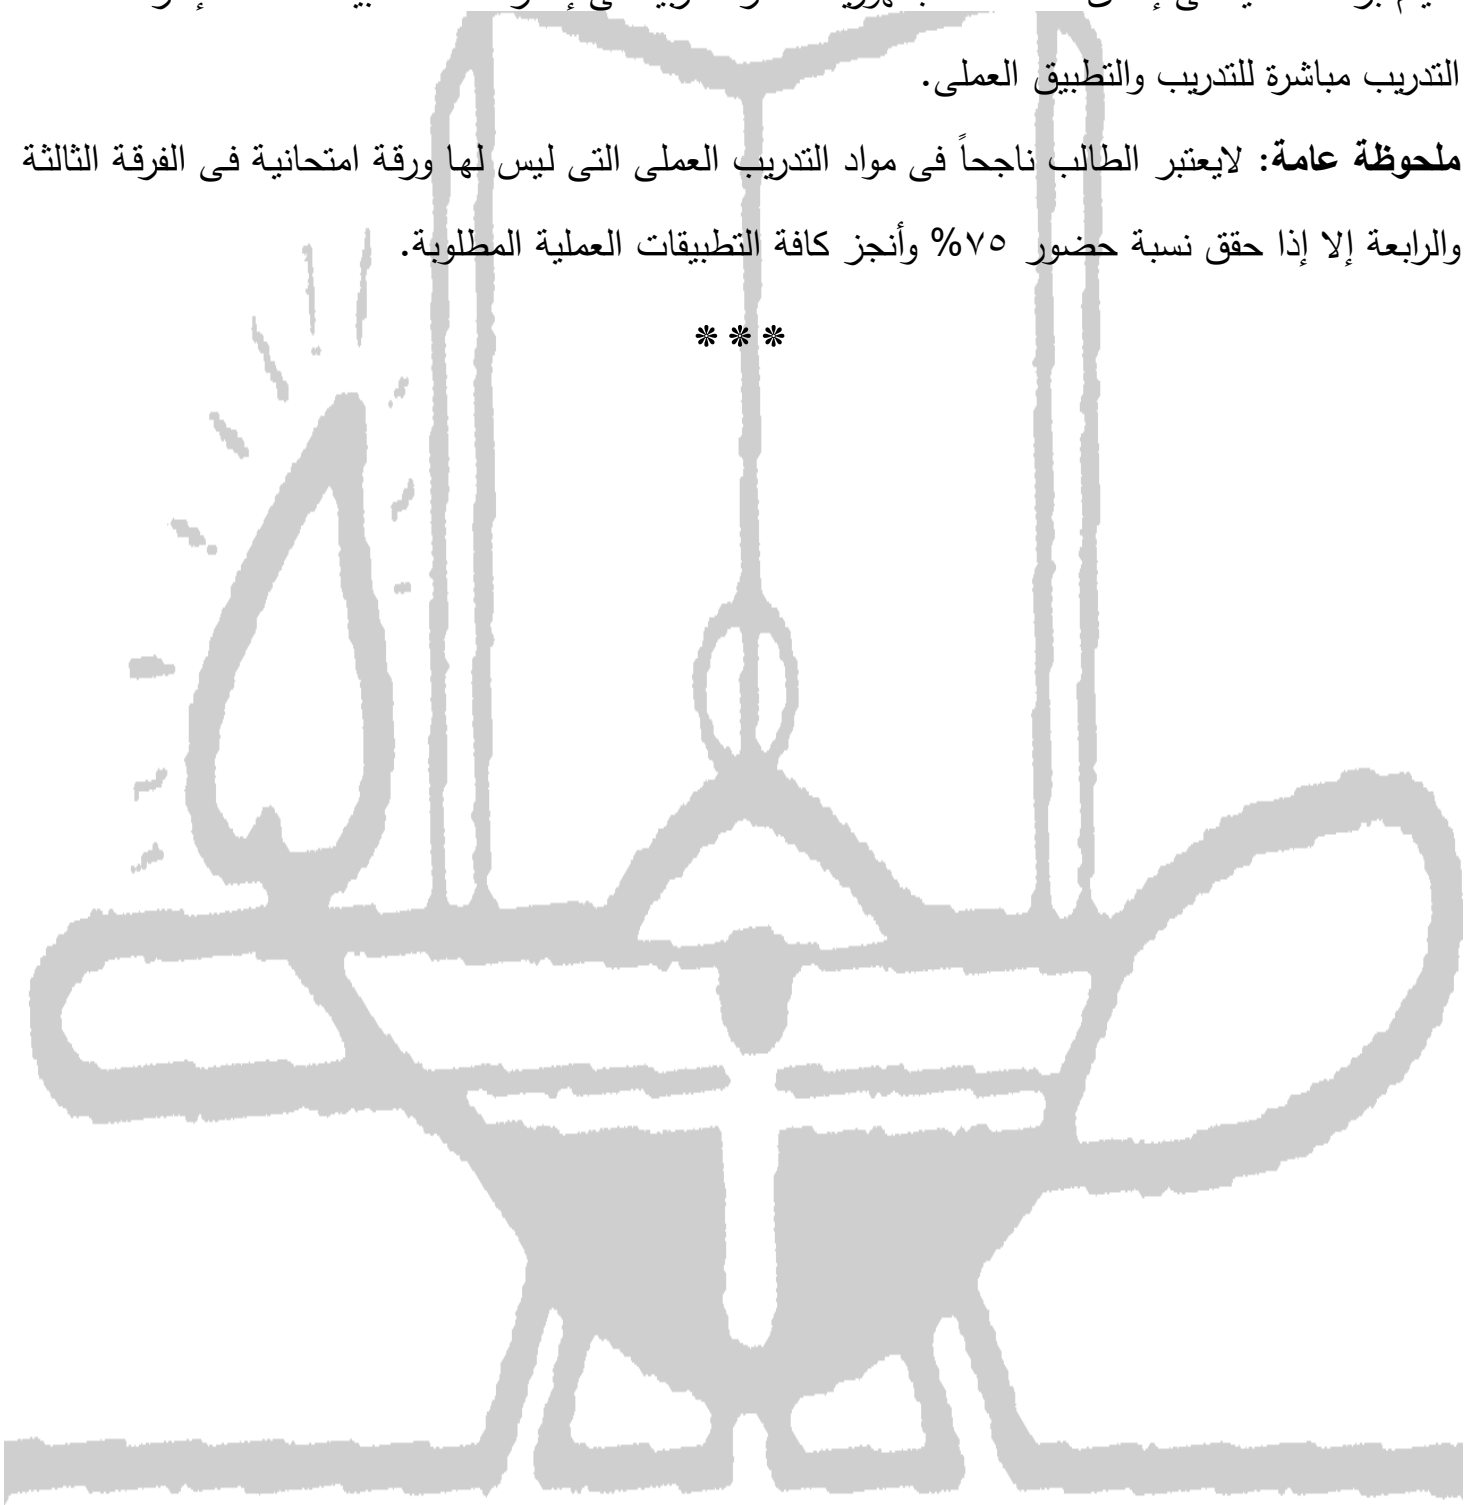 التدريب مباشرة للتدريب والتطبيق العملى.
ملحوظة عامة: لايعتبر الطالب ناجحاً فى مواد التدريب العملى التى ليس لها ورقة امتحانية فى الفرقة الثالثة
والرابعة إلا إذا حقق نسبة حضور ٧٥% وأنجز كافة التطبيقات العملية المطلوبة.
***